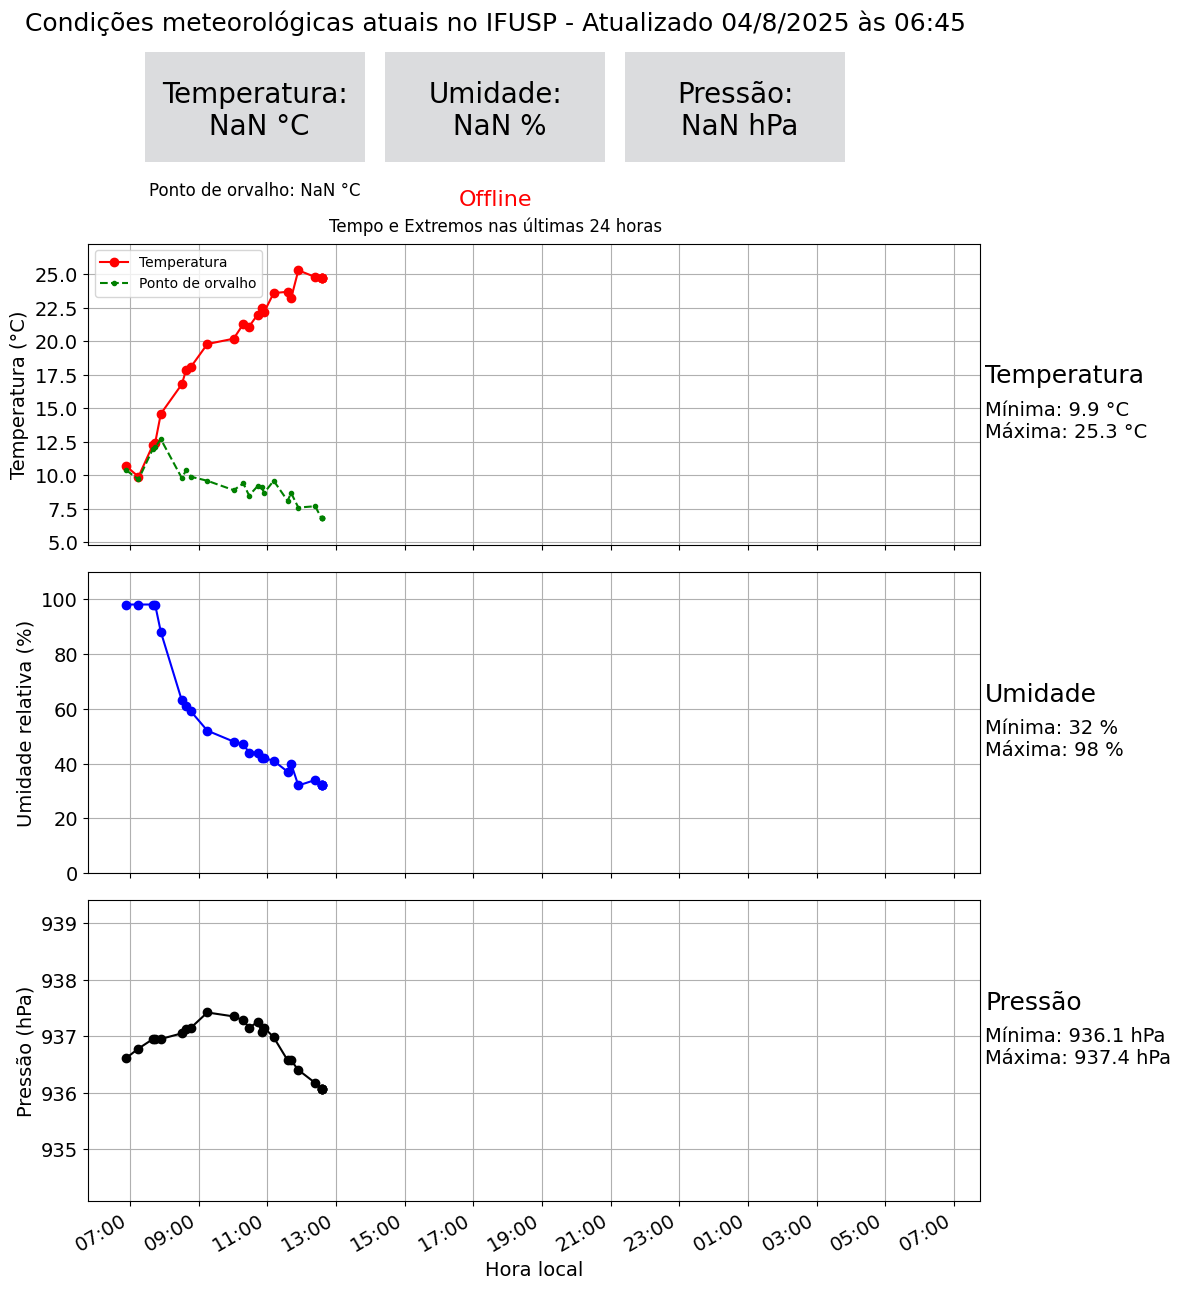 Condições meteorológicas atuais no IFUSP - Atualizado 04/8/2025 às 06:45
Temperatura:
NaN °C
Umidade:
NaN %
Pressão:
NaN hPa
Ponto de orvalho: NaN °C
Offline
Tempo e Extremos nas últimas 24 horas
Temperatura
Ponto de orvalho
Temperatura (°C)
25.0
22.5
20.0
17.5
15.0
12.5
10.0
7.5
5.0
Temperatura
Mínima: 9.9 °C
Máxima: 25.3 °C
Umidade relativa (%)
100
80
60
40
20
0
Umidade
Mínima: 32 %
Máxima: 98 %
Pressão (hPa)
939
938
937
936
935
Pressão
Mínima: 936.1 hPa
Máxima: 937.4 hPa
07:00 09:00 11:00 13:00 15:00 17:00 19:00 21:00 23:00 01:00 03:00 05:00 07:00
Hora local